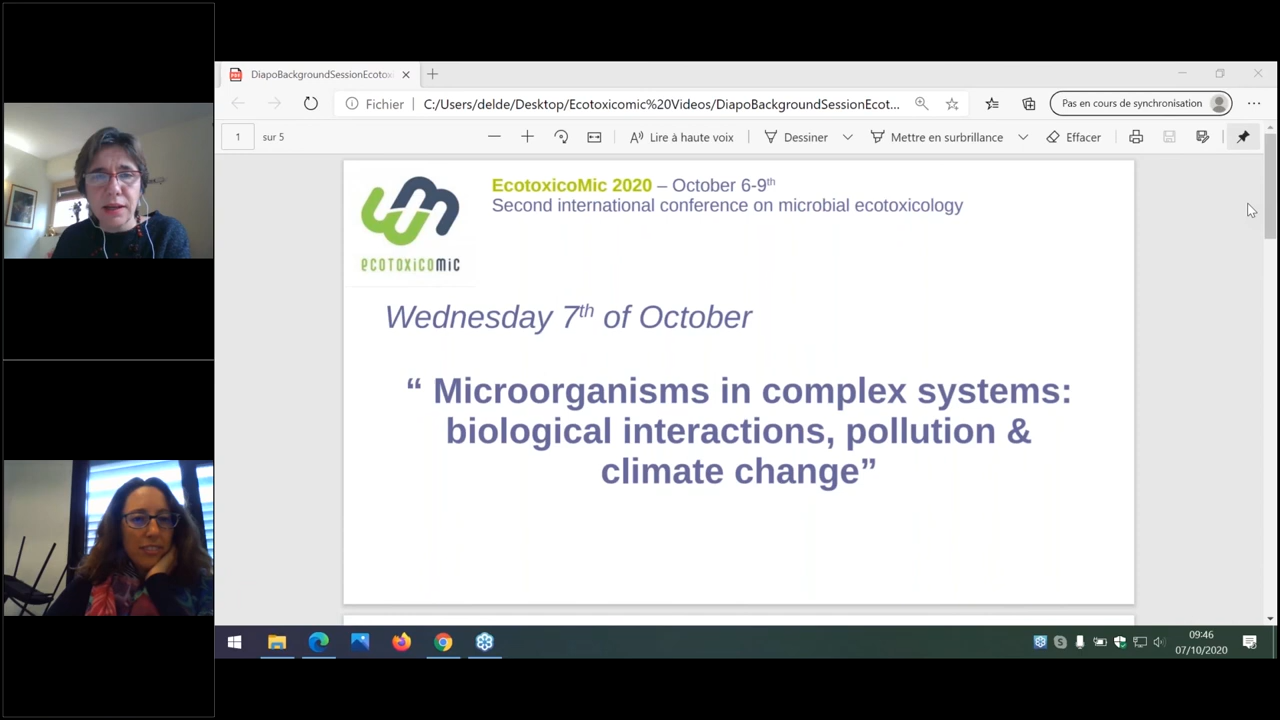 DiapoBackgroundSessionEcotoxi
Fichier C:/Users/delde/Desktop/Ecotoxicomic%20Videos/DiapoBackgroundSessionEcot...
Pas en cours de synchronisation
1 sur 5
Lire à haute voix
Dessiner
Mettre en surbrillance
Effacer
EcotoxicoMic 2020 – October 6-9th
Second international conference on microbial ecotoxicology
ecotoxicomic
Wednesday 7th of October
“ Microorganisms in complex systems:
biological interactions, pollution &
climate change”
09:46
07/10/2020